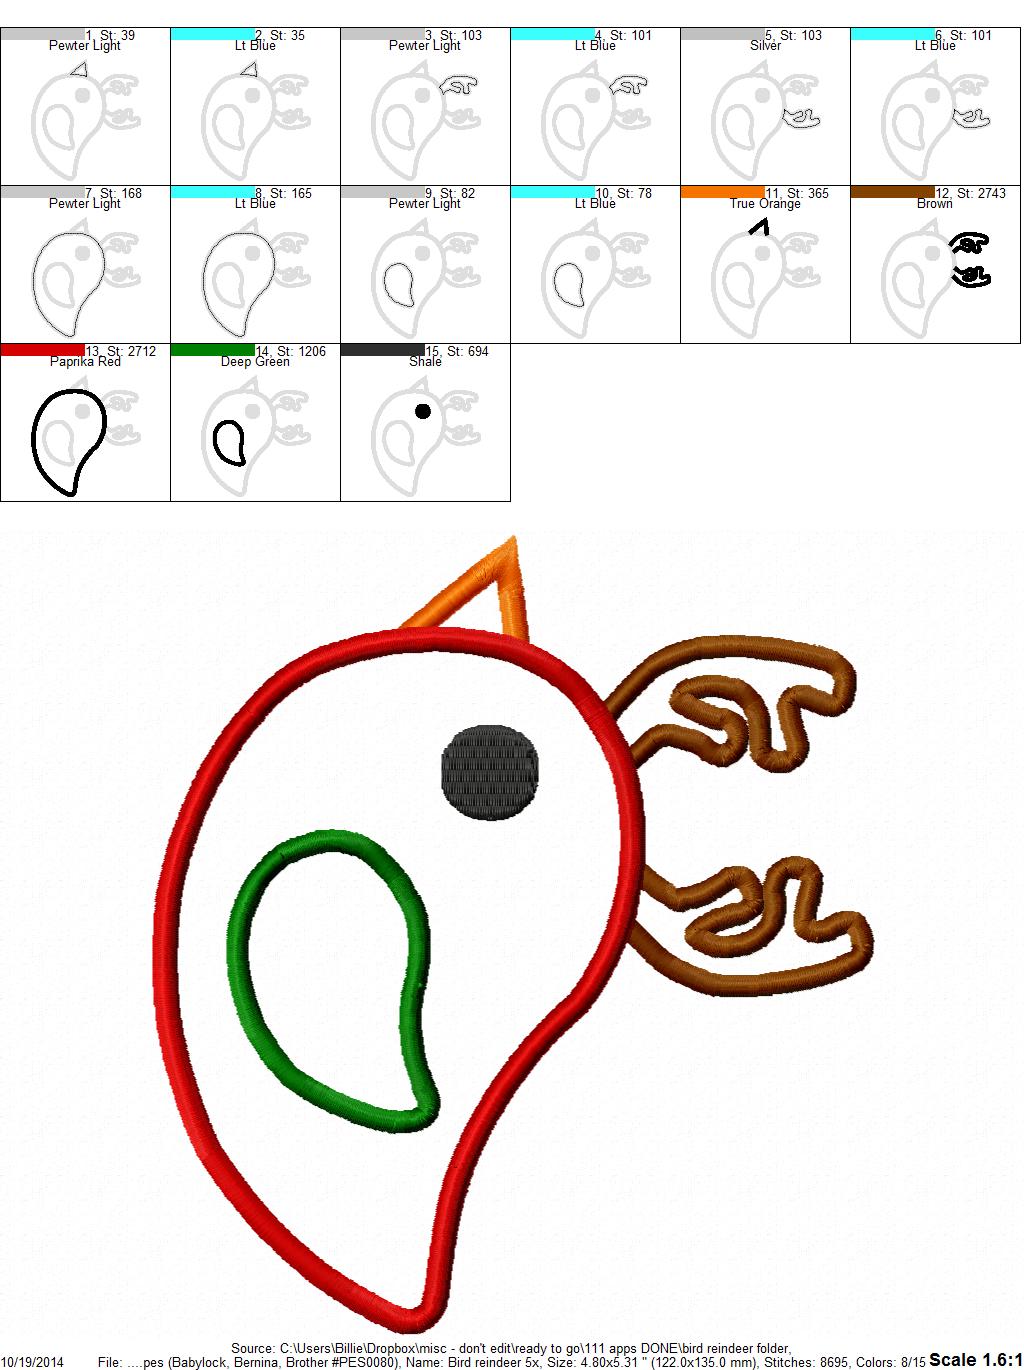 1, St: 39
Pewter Light
2, St: 35
Lt Blue
3, St: 103
Pewter Light
4, St: 101
Lt Blue
5, St: 103
Silver
6, St: 101
Lt Blue
7, St: 168
Pewter Light
8, St: 165
Lt Blue
9, St: 82
Pewter Light
10, St: 78
Lt Blue
11, St: 365
True Orange
12, St: 2743
Brown
13, St: 2712
Paprika Red
14, St: 1206
Deep Green
15, St: 694
Shale
Source: C:\Users\Billie\Dropbox\misc - don't edit\ready to go\111 apps DONE\bird reindeer folder,
10/19/2014 File: ....pes (Babylock, Bernina, Brother #PES0080), Name: Bird reindeer 5x, Size: 4.80x5.31 " (122.0x135.0 mm), Stitches: 8695, Colors: 8/15 Scale 1.6:1